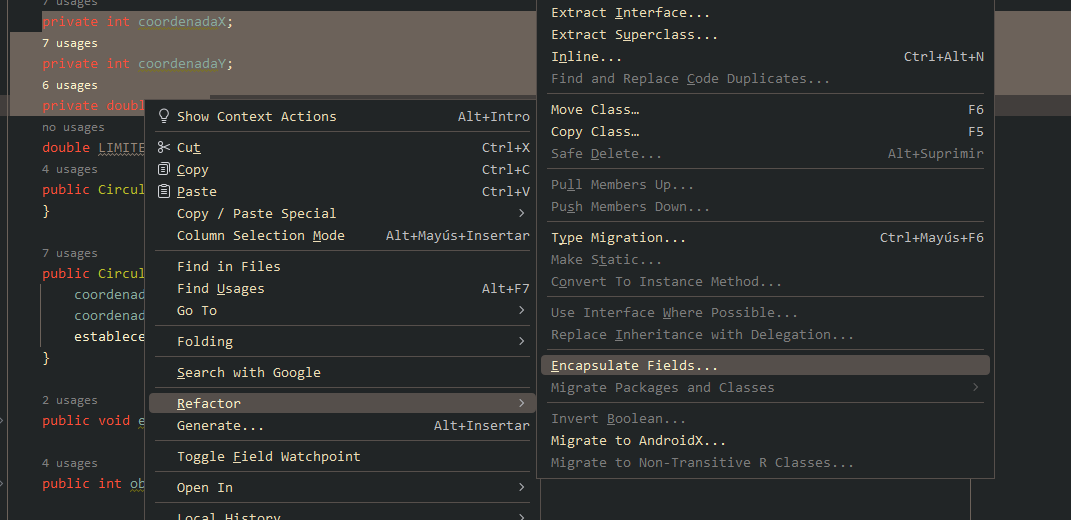 7 usages
private int coordenadaX;
7 usages
private int coordenadaY;
6 usages
private doubl
no usages
double LIMITE
4 usages
public Circul
}
7 usages
public Circul
coordenad
coordenad
establece
}
2 usages
public void e
4 usages
public int ob
Show Context Actions Alt+Intro
Cut Ctrl+X
Copy Ctrl+C
Paste Ctrl+V
Copy / Paste Special
Column Selection Mode Alt+Mayús+Insertar
Find in Files
Find Usages Alt+F7
Go To
Folding
Search with Google
Refactor
Generate... Alt+Insertar
Toggle Field Watchpoint
Open In
Local History
Extract Interface...
Extract Superclass...
Inline... Ctrl+Alt+N
Find and Replace Code Duplicates...
Move Class… F6
Copy Class… F5
Safe Delete... Alt+Suprimir
Pull Members Up...
Push Members Down...
Type Migration... Ctrl+Mayús+F6
Make Static...
Convert To Instance Method...
Use Interface Where Possible...
Replace Inheritance with Delegation...
Encapsulate Fields...
Migrate Packages and Classes
Invert Boolean...
Migrate to AndroidX...
Migrate to Non-Transitive R Classes...